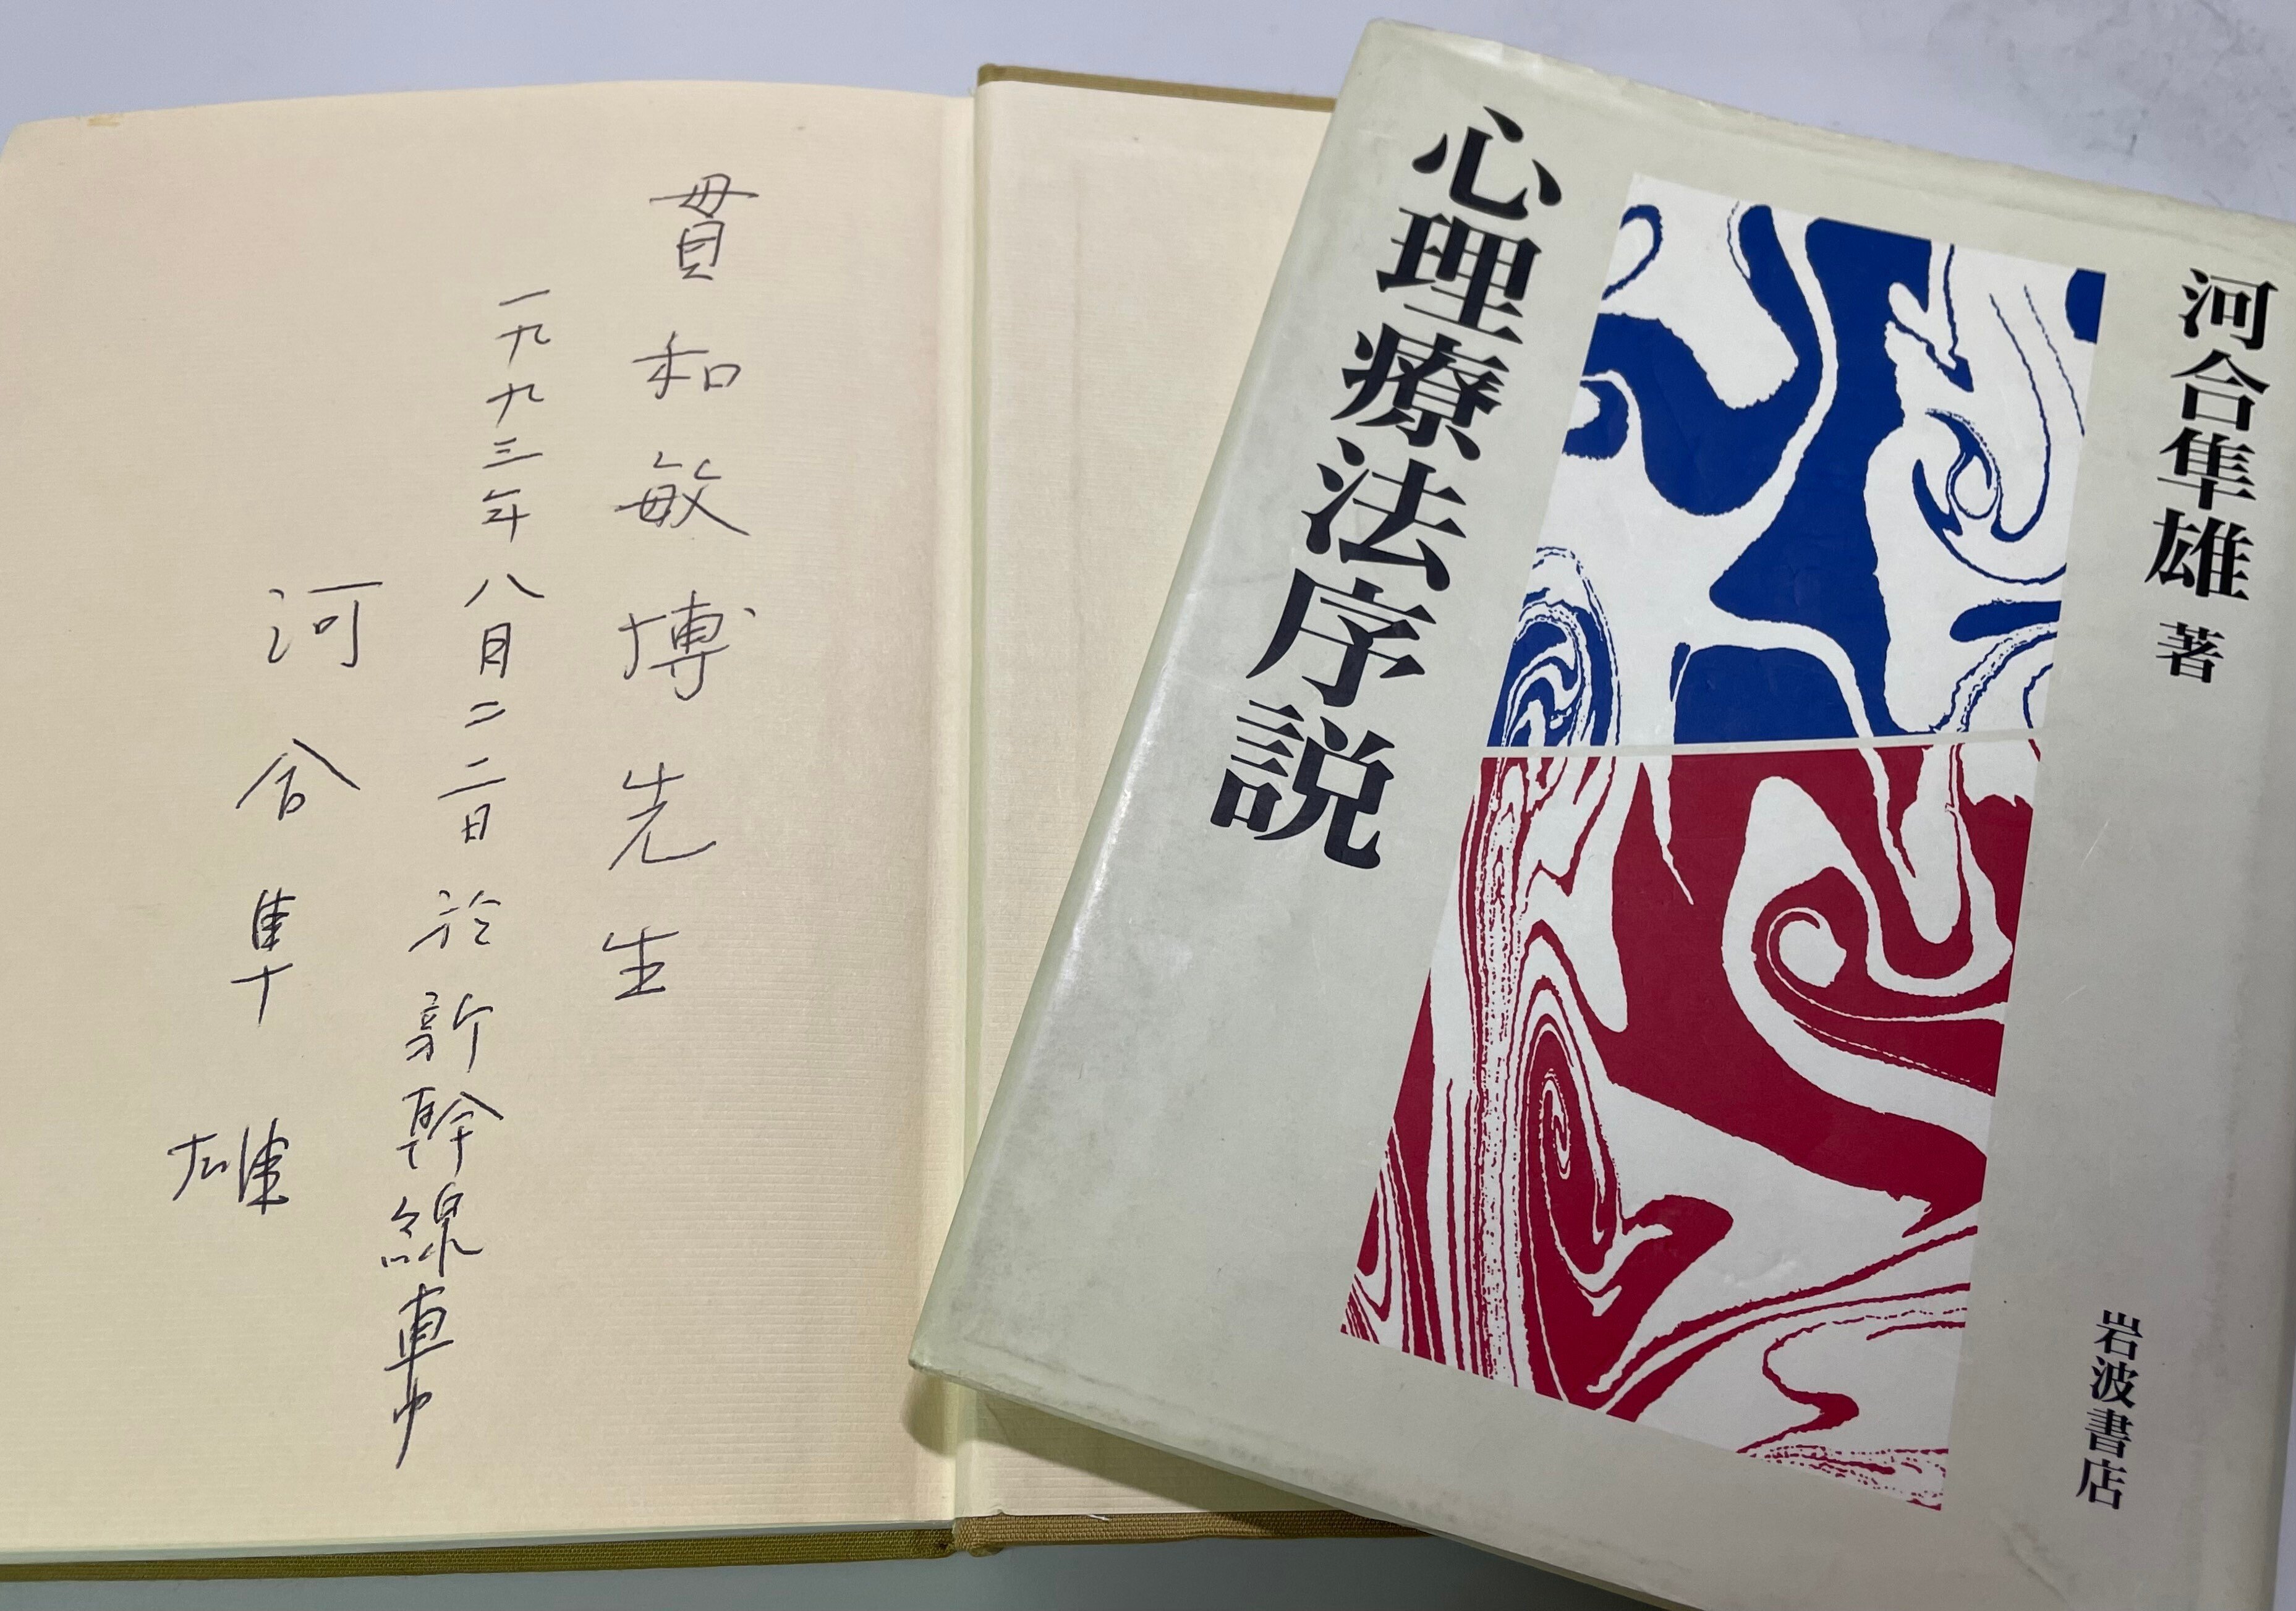 貫和敏博先生
一九九三年八月二二日 於新幹線車中
河合隼雄
河合隼雄 著
心理療法序説
岩波書店